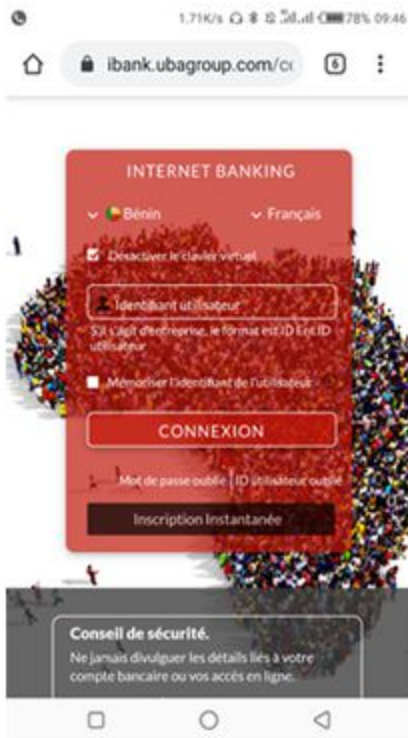 1.71K/s 78% 09:46
ibank.ubagroup.com/co 6
INTERNET BANKING
Bénin Français
Désactiver le clavier virtuel
Identifiant utilisateur
S'il s'agit d'entreprise, le format est ID Ent.ID
utilisateur
Mémoriser l'identifiant de l'utilisateur
CONNEXION
Mot de passe oublié | ID utilisateur oublié
Inscription Instantanée
Conseil de sécurité.
Ne jamais divulguer les détails liés à votre
compte bancaire ou vos accès en ligne.